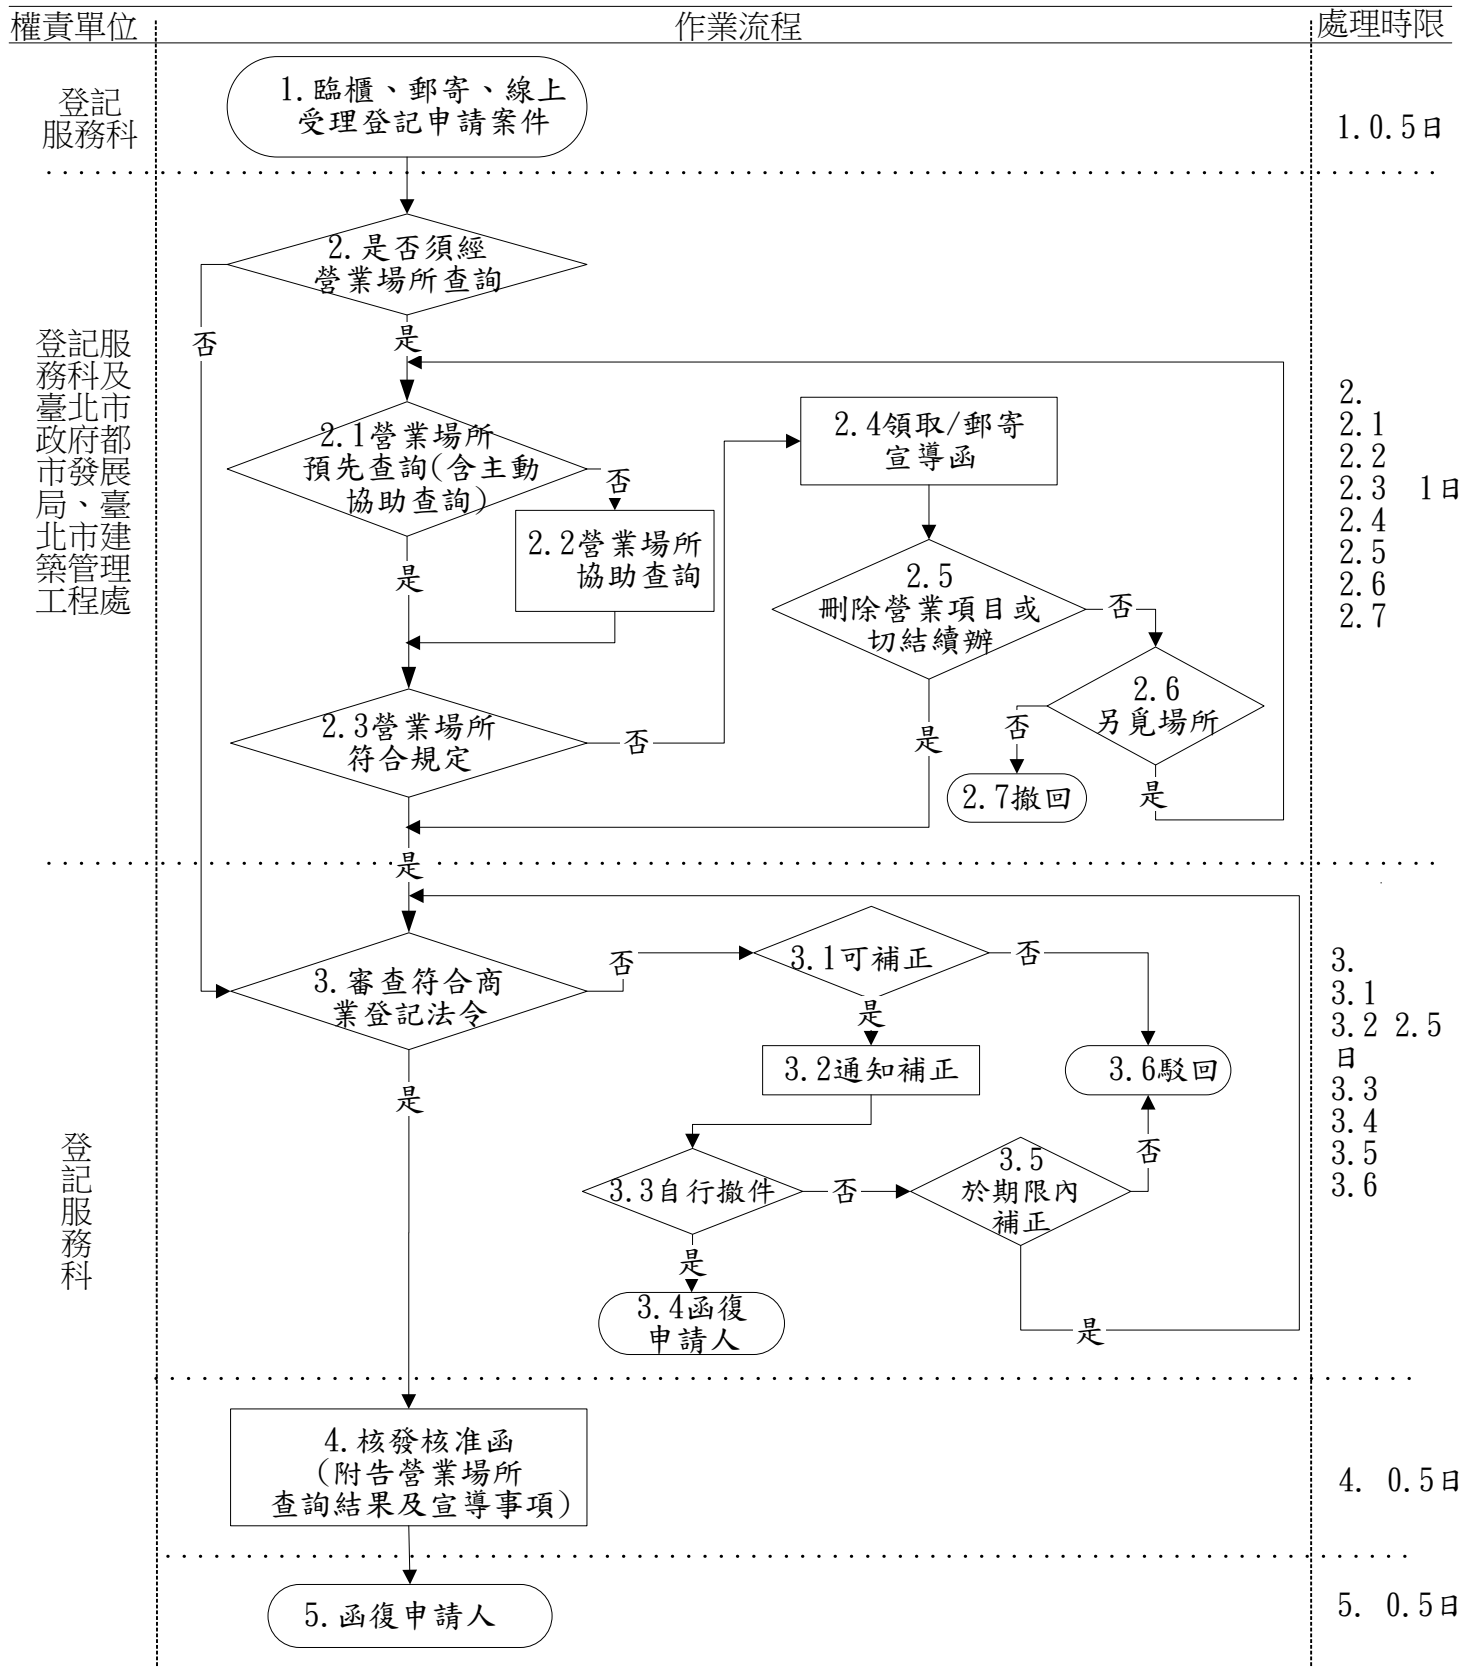 權責單位
作業流程
處理時限
登記
服務科
1.臨櫃、郵寄、線上
受理登記申請案件
1.0.5日
2.是否須經
營業場所查詢
否
是
登記服
務科及
臺北市
政府都
市發展
局、臺
北市建
築管理
工程處
2.1營業場所
預先查詢(含主動
協助查詢)
否
是
2.2營業場所
協助查詢
2.3營業場所
符合規定
否
是
2.4領取/郵寄
宣導函
2.5
刪除營業項目或
切結續辦
否
是
2.6
另覓場所
否
是
2.7撤回
2.
2.1
2.2
2.3 1日
2.4
2.5
2.6
2.7
登
記
服
務
科
3.審查符合商
業登記法令
否
是
3.1可補正
否
是
3.2通知補正
3.6駁回
3.3自行撤件
否
是
3.5
於期限內
補正
否
是
3.4函復
申請人
3.
3.1
3.2 2.5
日
3.3
3.4
3.5
3.6
4.核發核准函
(附告營業場所
查詢結果及宣導事項)
4. 0.5日
5.函復申請人
5. 0.5日